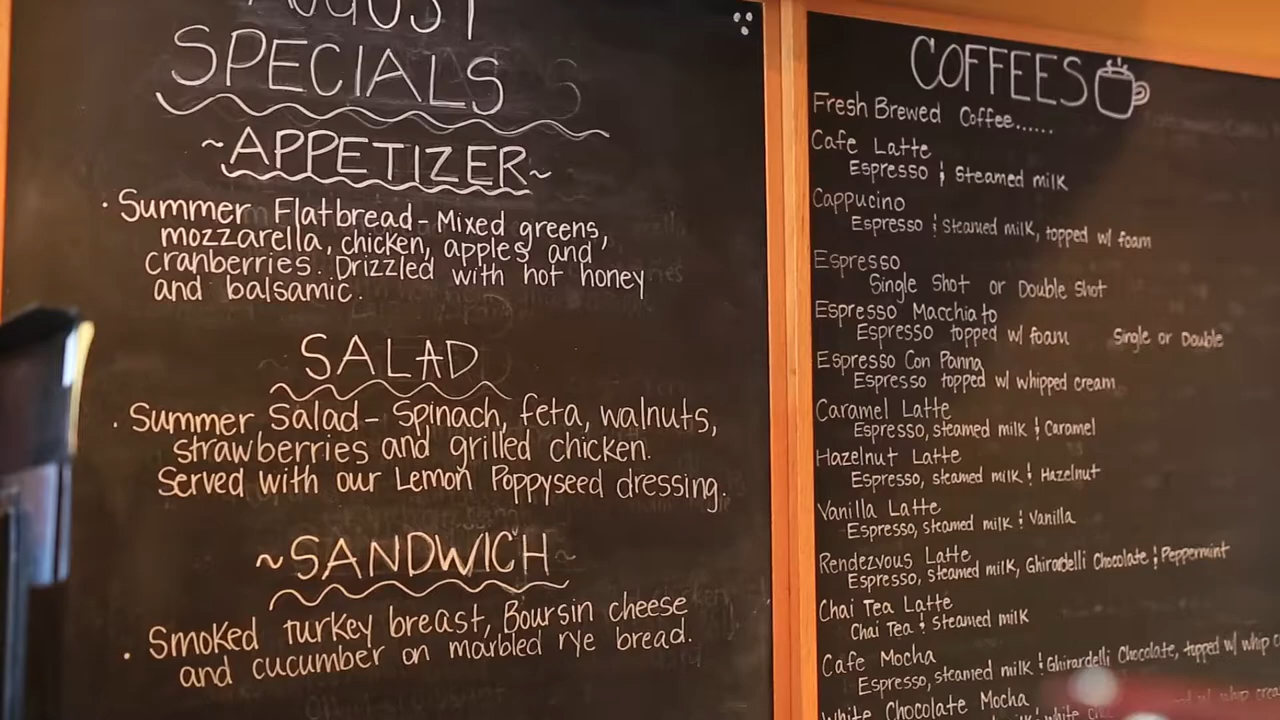 AUGUST
SPECIALS
~APPETIZER~
· Summer Flatbread - Mixed greens,
mozzarella, chicken, apples and
cranberries. Drizzled with hot honey
and balsamic.
SALAD
· Summer Salad - Spinach, feta, walnuts,
strawberries and grilled chicken.
Served with our Lemon Poppyseed dressing.
~SANDWICH~
· Smoked turkey breast, Boursin cheese
and cucumber on marbled rye bread.
COFFEES
Fresh Brewed Coffee......
Cafe Latte
Espresso & Steamed milk
Cappucino
Espresso & steamed milk, topped w/ foam
Espresso
Single Shot or Double Shot
Espresso Macchiato
Espresso topped w/ foam Single or Double
Espresso Con Panna
Espresso topped w/ whipped cream
Caramel Latte
Espresso, steamed milk & Caramel
Hazelnut Latte
Espresso, steamed milk & Hazelnut
Vanilla Latte
Espresso, steamed milk & Vanilla
Rendezvous Latte
Espresso, steamed milk, Ghirardelli Chocolate & Peppermint
Chai Tea Latte
Chai Tea & Steamed milk
Cafe Mocha
Espresso, steamed milk & Ghirardelli Chocolate, topped w/ whip
White Chocolate Mocha
milk & white w/ whip